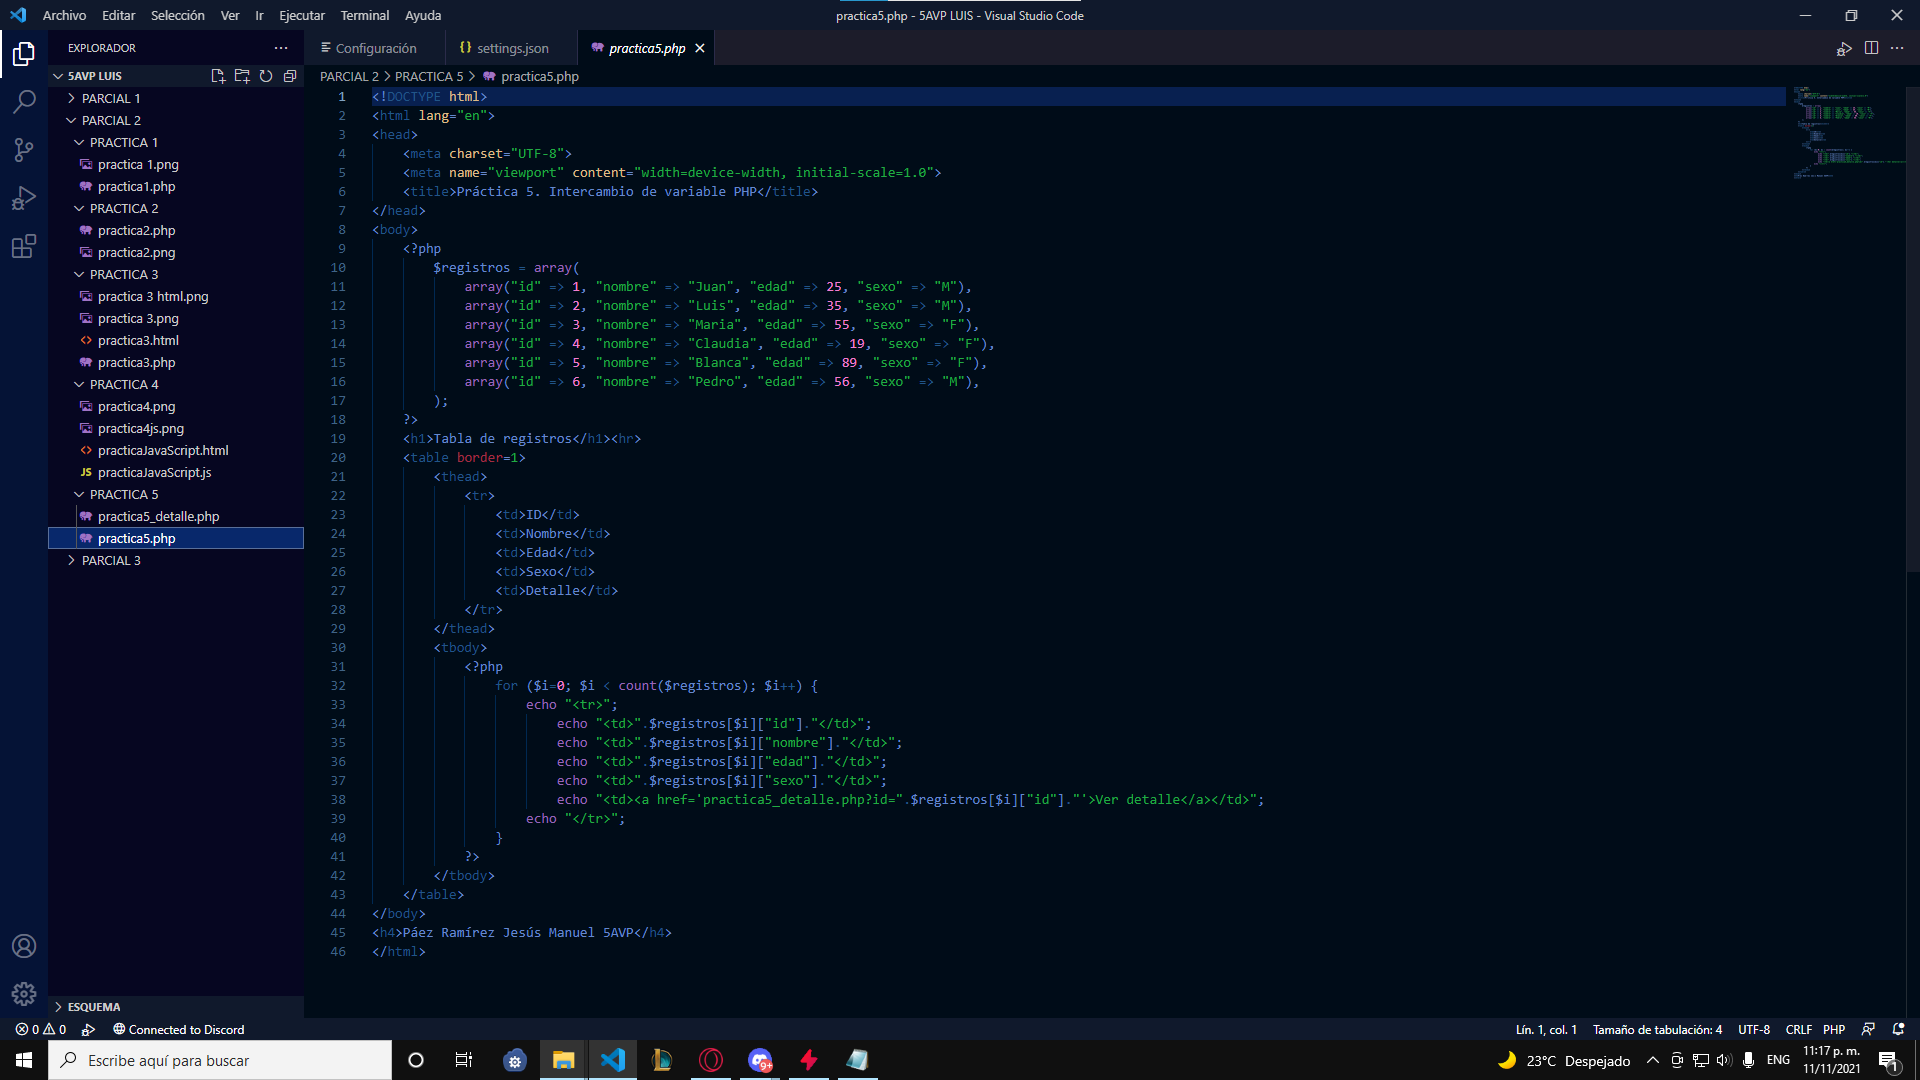 Archivo Editar Selección Ver Ir Ejecutar Terminal Ayuda
practica5.php - 5AVP LUIS - Visual Studio Code
EXPLORADOR
Configuración
settings.json
practica5.php
5AVP LUIS
PARCIAL 1
PARCIAL 2
PRACTICA 1
practica 1.png
practica1.php
PRACTICA 2
practica2.php
practica2.png
PRACTICA 3
practica 3 html.png
practica 3.png
practica3.html
practica3.php
PRACTICA 4
practica4.png
practica4js.png
practicaJavaScript.html
JS practicaJavaScript.js
PRACTICA 5
practica5_detalle.php
practica5.php
PARCIAL 3
ESQUEMA
PARCIAL 2 > PRACTICA 5 > practica5.php
1 <!DOCTYPE html>
2 <html lang="en">
3 <head>
4 <meta charset="UTF-8">
5 <meta name="viewport" content="width=device-width, initial-scale=1.0">
6 <title>Práctica 5. Intercambio de variable PHP</title>
7 </head>
8 <body>
9 <?php
10 $registros = array(
11 array("id" => 1, "nombre" => "Juan", "edad" => 25, "sexo" => "M"),
12 array("id" => 2, "nombre" => "Luis", "edad" => 35, "sexo" => "M"),
13 array("id" => 3, "nombre" => "Maria", "edad" => 55, "sexo" => "F"),
14 array("id" => 4, "nombre" => "Claudia", "edad" => 19, "sexo" => "F"),
15 array("id" => 5, "nombre" => "Blanca", "edad" => 89, "sexo" => "F"),
16 array("id" => 6, "nombre" => "Pedro", "edad" => 56, "sexo" => "M"),
17 );
18 ?>
19 <h1>Tabla de registros</h1><hr>
20 <table border=1>
21 <thead>
22 <tr>
23 <td>ID</td>
24 <td>Nombre</td>
25 <td>Edad</td>
26 <td>Sexo</td>
27 <td>Detalle</td>
28 </tr>
29 </thead>
30 <tbody>
31 <?php
32 for ($i=0; $i < count($registros); $i++) {
33 echo "<tr>";
34 echo "<td>".$registros[$i]["id"]."</td>";
35 echo "<td>".$registros[$i]["nombre"]."</td>";
36 echo "<td>".$registros[$i]["edad"]."</td>";
37 echo "<td>".$registros[$i]["sexo"]."</td>";
38 echo "<td><a href='practica5_detalle.php?id=".$registros[$i]["id"]."'>Ver detalle</a></td>";
39 echo "</tr>";
40 }
41 ?>
42 </tbody>
43 </table>
44 </body>
45 <h4>Páez Ramírez Jesús Manuel 5AVP</h4>
46 </html>
0 0 Connected to Discord
Lín. 1, col. 1 Tamaño de tabulación: 4 UTF-8 CRLF PHP
Escribe aquí para buscar
9+
23°C Despejado
ENG
11:17 p. m.
11/11/2021
1